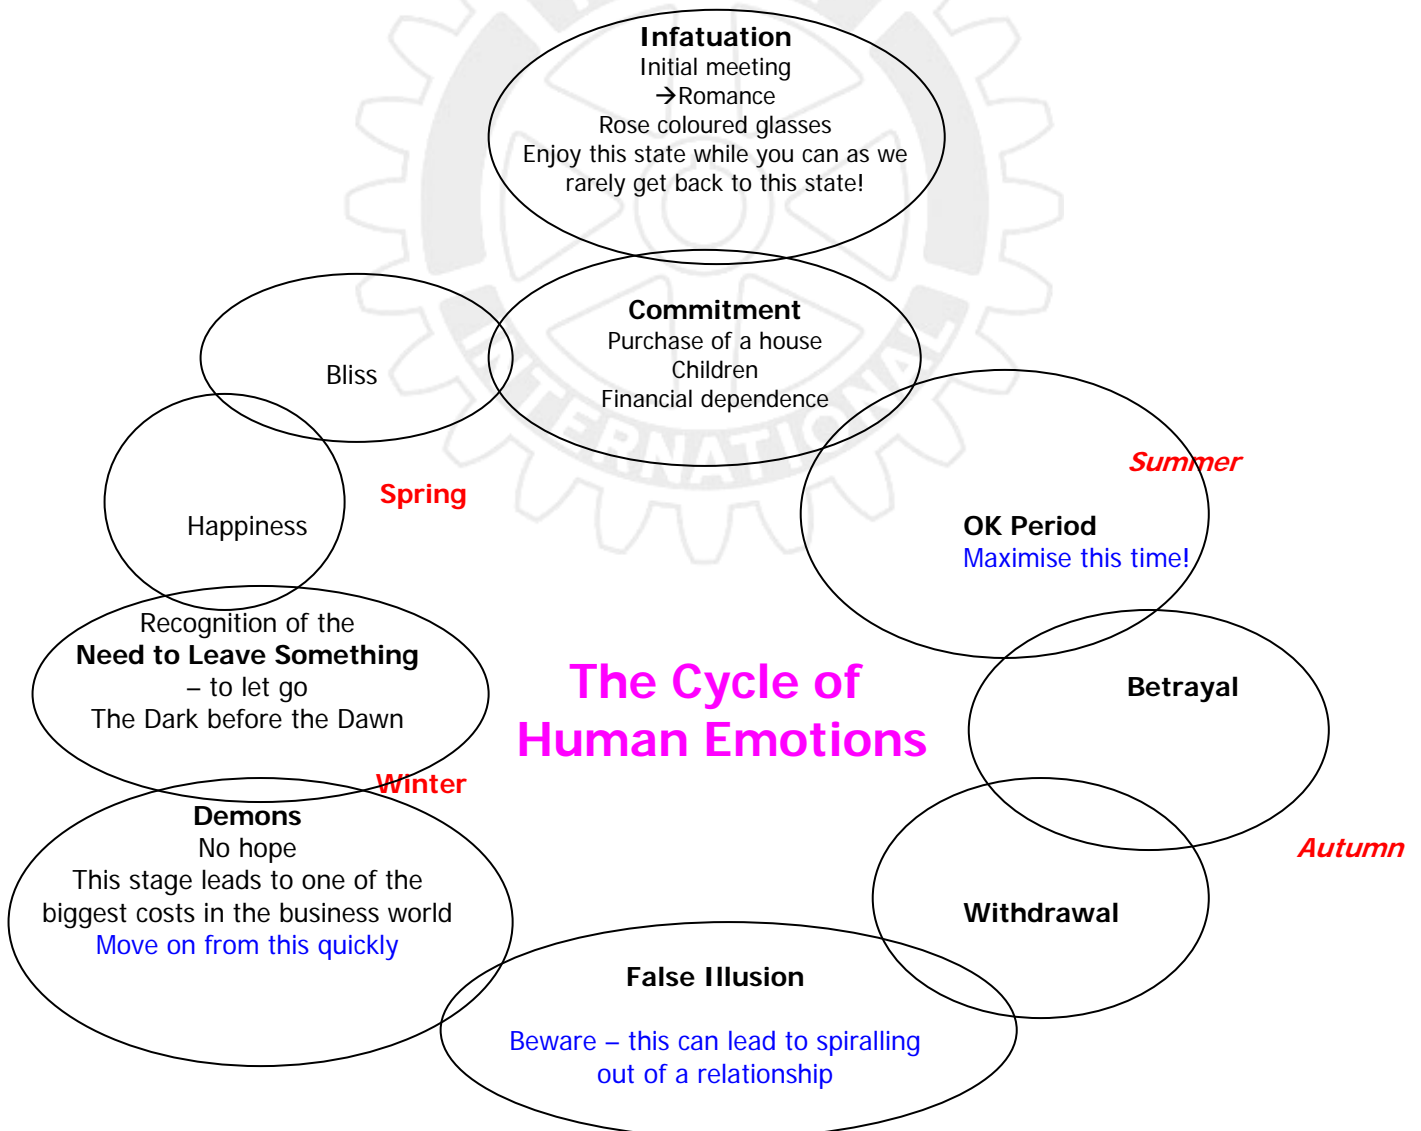 Infatuation
Initial meeting
→Romance
Rose coloured glasses
Enjoy this state while you can as we
rarely get back to this state!
Commitment
Purchase of a house
Children
Financial dependence
Bliss
Summer
Spring
Happiness
OK Period
Maximise this time!
Recognition of the
Need to Leave Something
– to let go
The Dark before the Dawn
The Cycle of
Human Emotions
Betrayal
Winter
Demons
No hope
This stage leads to one of the
biggest costs in the business world
Move on from this quickly
Autumn
Withdrawal
False Illusion
Beware – this can lead to spiralling
out of a relationship
INTERNATIONAL